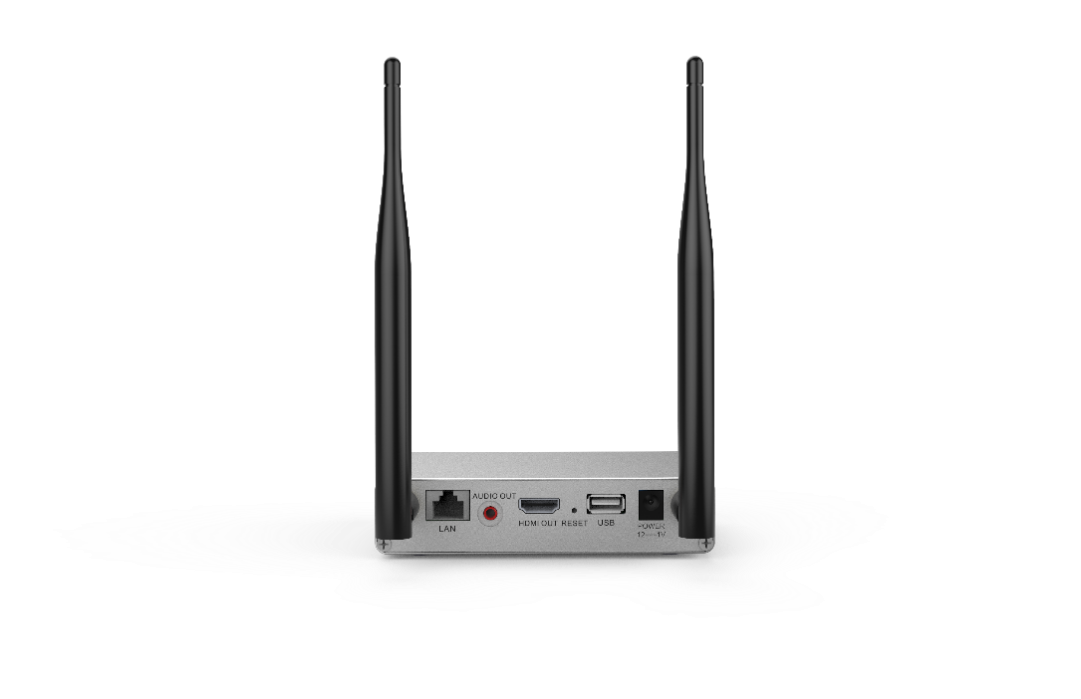 AUDIO OUT
LAN
HDMI OUT RESET USB
POWER